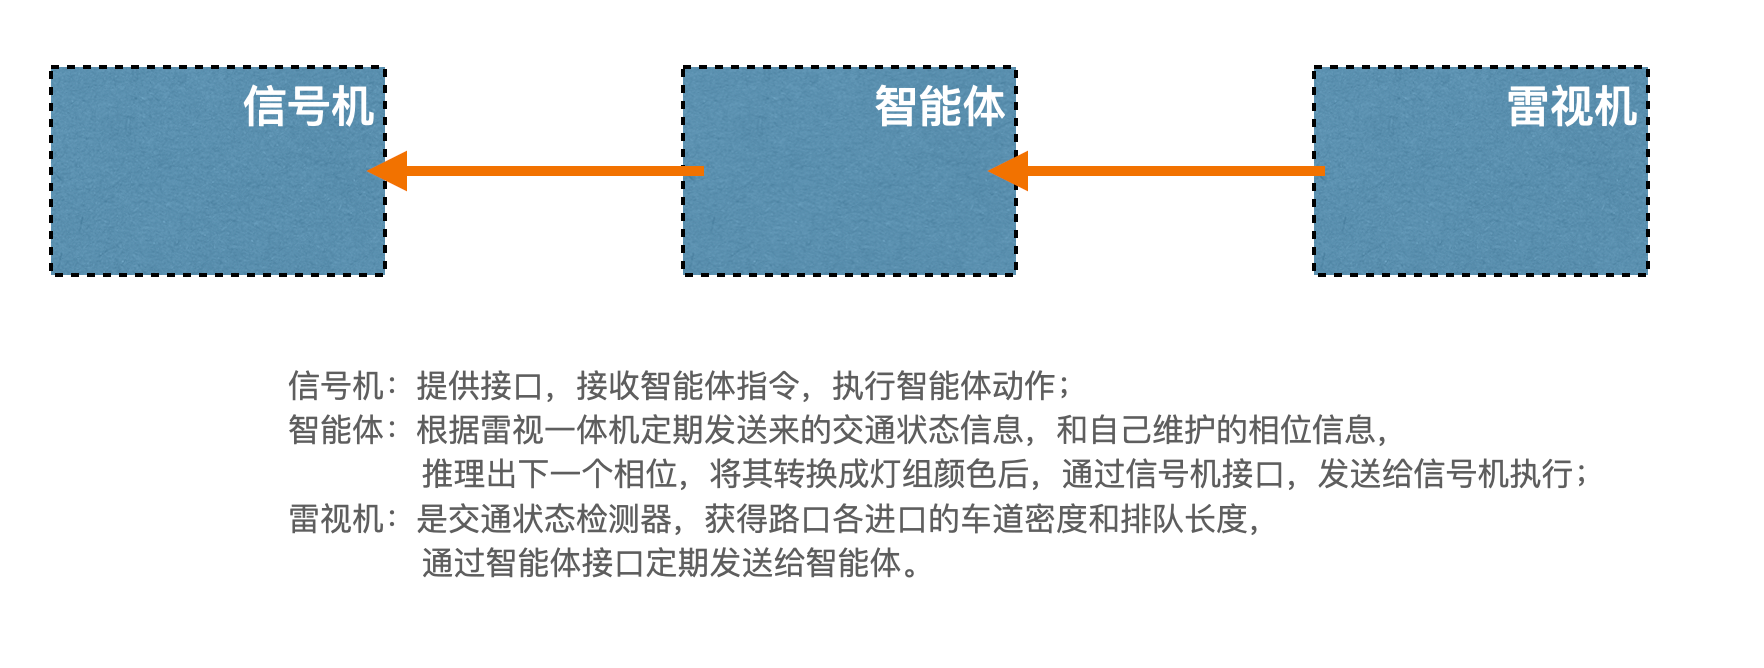 信号机
智能体
雷视机
信号机：提供接口，接收智能体指令，执行智能体动作；
智能体：根据雷视一体机定期发送来的交通状态信息，和自己维护的相位信息，
推理出下一个相位，将其转换成灯组颜色后，通过信号机接口，发送给信号机执行；
雷视机：是交通状态检测器，获得路口各进口的车道密度和排队长度，
通过智能体接口定期发送给智能体。